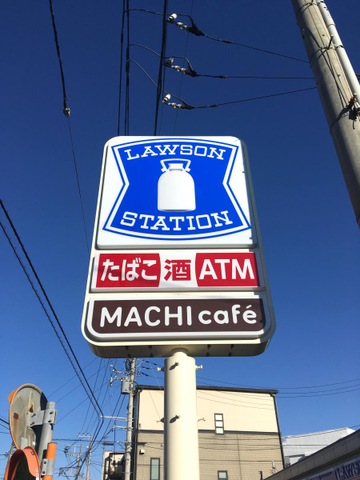 LAWSON
STATION
たばこ 酒 ATM
MACHI café